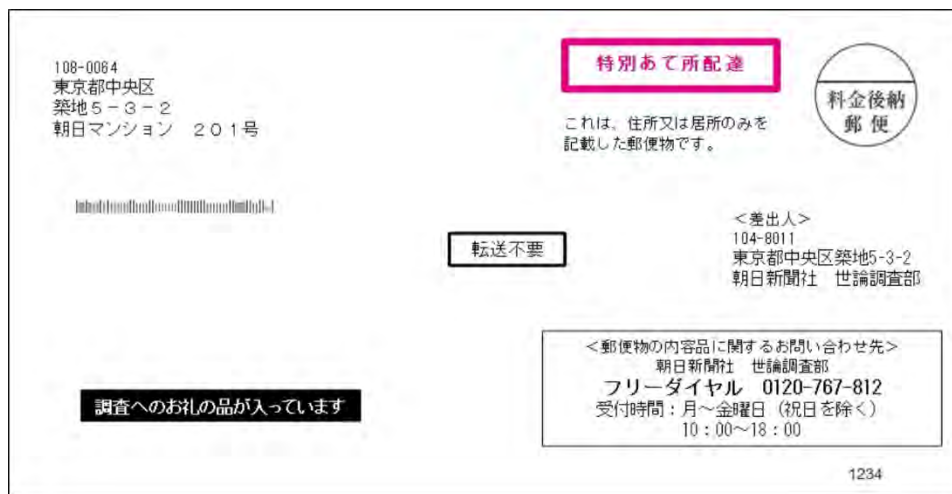 108-0064
東京都中央区
築地5-3-2
朝日マンション 201号
特別あて所配達
これは、住所又は居所のみを
記載した郵便物です。
料金後納
郵便
転送不要
<差出人>
104-8011
東京都中央区築地5-3-2
朝日新聞社 世論調査部
調査へのお礼の品が入っています
<郵便物の内容品に関するお問い合わせ先>
朝日新聞社 世論調査部
フリーダイヤル 0120-767-812
受付時間：月～金曜日（祝日を除く）
10：00～18：00
1234